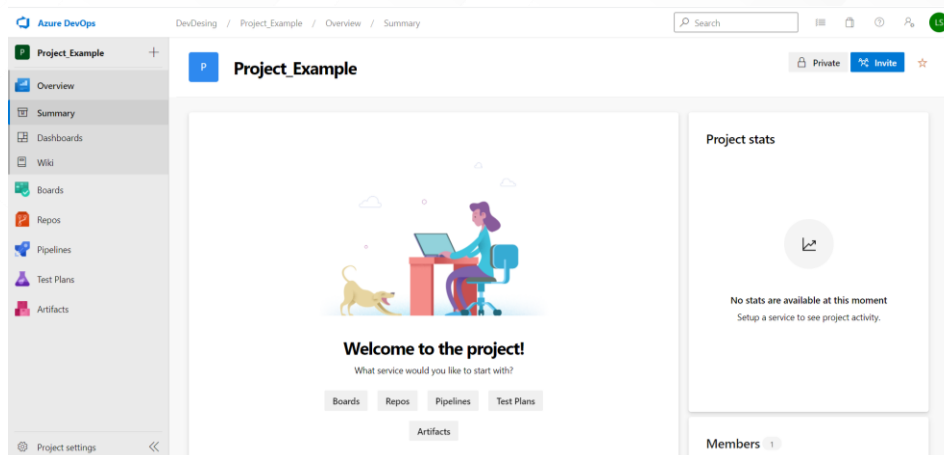 Azure DevOps
DevDesing / Project_Example / Overview / Summary
Search
LS
P Project_Example +
Overview
Summary
Dashboards
Wiki
Boards
Repos
Pipelines
Test Plans
Artifacts
Project settings
P Project_Example
Private
Invite
Welcome to the project!
What service would you like to start with?
Boards Repos Pipelines Test Plans
Artifacts
Project stats
No stats are available at this moment
Setup a service to see project activity.
Members 1